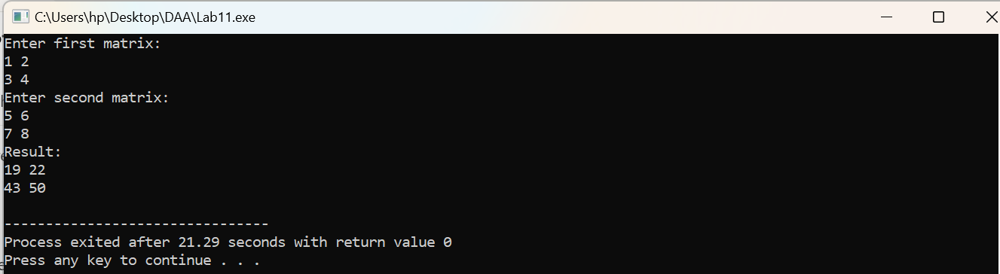 C:\Users\hp\Desktop\DAA\Lab11.exe
Enter first matrix:
1 2
3 4
Enter second matrix:
5 6
7 8
Result:
19 22
43 50
--------------------------------
Process exited after 21.29 seconds with return value 0
Press any key to continue . . .